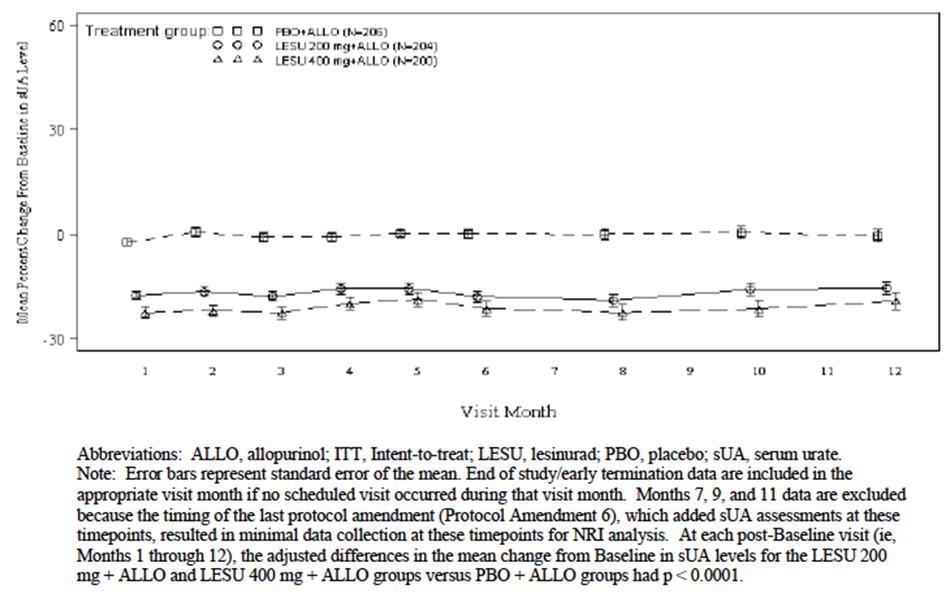 60
Treatment group:
PBO+ALLO (N=206)
LESU 200 mg+ALLO (N=204)
LESU 400 mg+ALLO (N=200)
30
0
-30
Mean Percent Change From Baseline in sUA Level
1 2 3 4 5 6 7 8 10 11 12
Visit Month
Abbreviations: ALLO, allopurinol; ITT, Intent-to-treat; LESU, lesinurad; PBO, placebo; sUA, serum urate.
Note: Error bars represent standard error of the mean. End of study/early termination data are included in the
appropriate visit month if no scheduled visit occurred during that visit month. Months 7, 9, and 11 data are excluded
because the timing of the last protocol amendment (Protocol Amendment 6), which added sUA assessments at these
timepoints, resulted in minimal data collection at these timepoints for NRI analysis. At each post-Baseline visit (ie,
Months 1 through 12), the adjusted differences in the mean change from Baseline in sUA levels for the LESU 200
mg + ALLO and LESU 400 mg + ALLO groups versus PBO + ALLO groups had p < 0.0001.